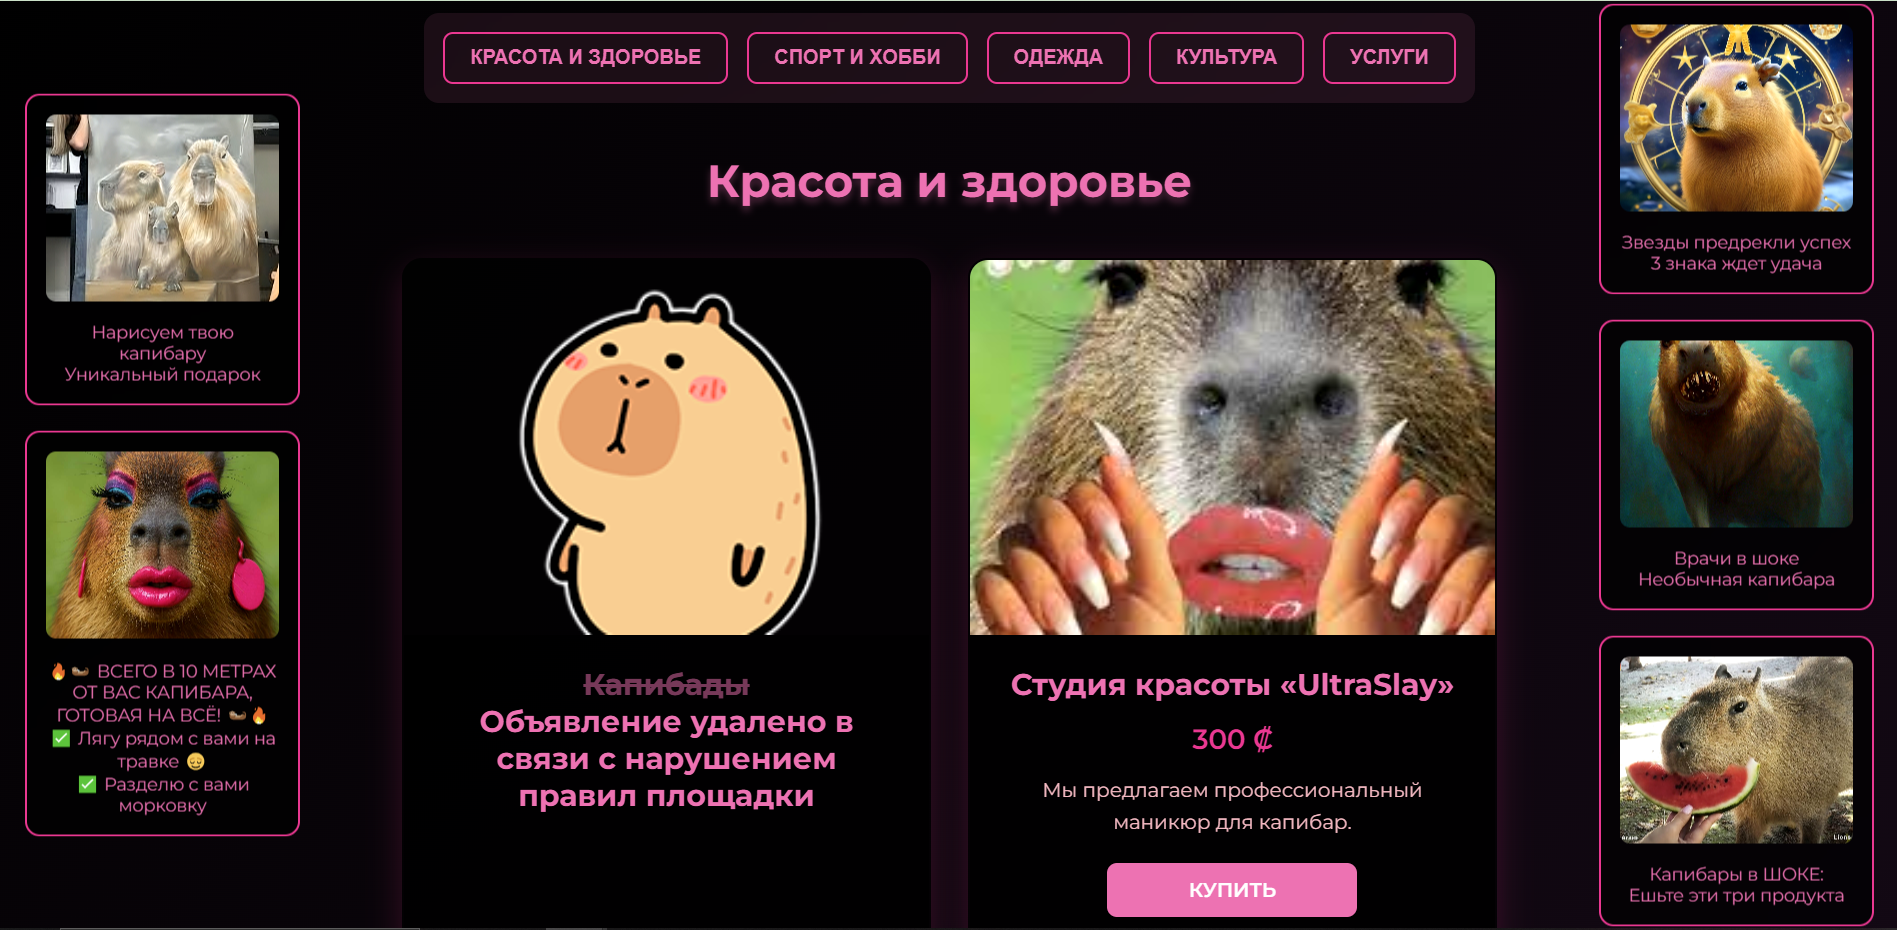 КРАСОТА И ЗДОРОВЬЕ
СПОРТ И ХОББИ
ОДЕЖДА
КУЛЬТУРА
УСЛУГИ
Нарисуем твою
капибару
Уникальный подарок
🔥🍑 ВСЕГО В 10 МЕТРАХ
ОТ ВАС КАПИБАРА,
ГОТОВАЯ НА ВСЁ! 🍑🔥
✅ Лягу рядом с вами на
травке 😌
✅ Разделю с вами
морковку
Красота и здоровье
Капибады
Объявление удалено в
связи с нарушением
правил площадки
Студия красоты «UltraSlay»
300 ₡
Мы предлагаем профессиональный
маникюр для капибар.
КУПИТЬ
Звезды предрекли успех
3 знака ждет удача
Врачи в шоке
Необычная капибара
Капибары в ШОКЕ:
Ешьте эти три продукта